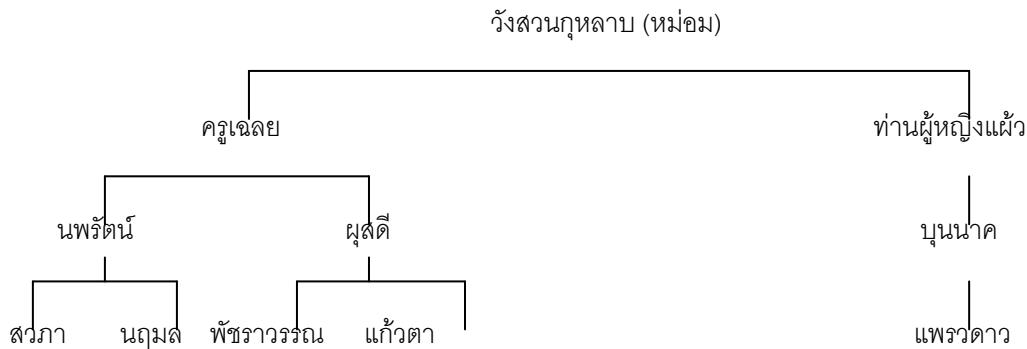 วังสวนกุหลาบ (หม่อม)
ครูเฉลย ท่านผู้หญิงแผ้ว
นพรัตน์ ผุสดี บุนนาค
สวภา นฤมล พัชราวรรณ แก้วตา แพรวดาว